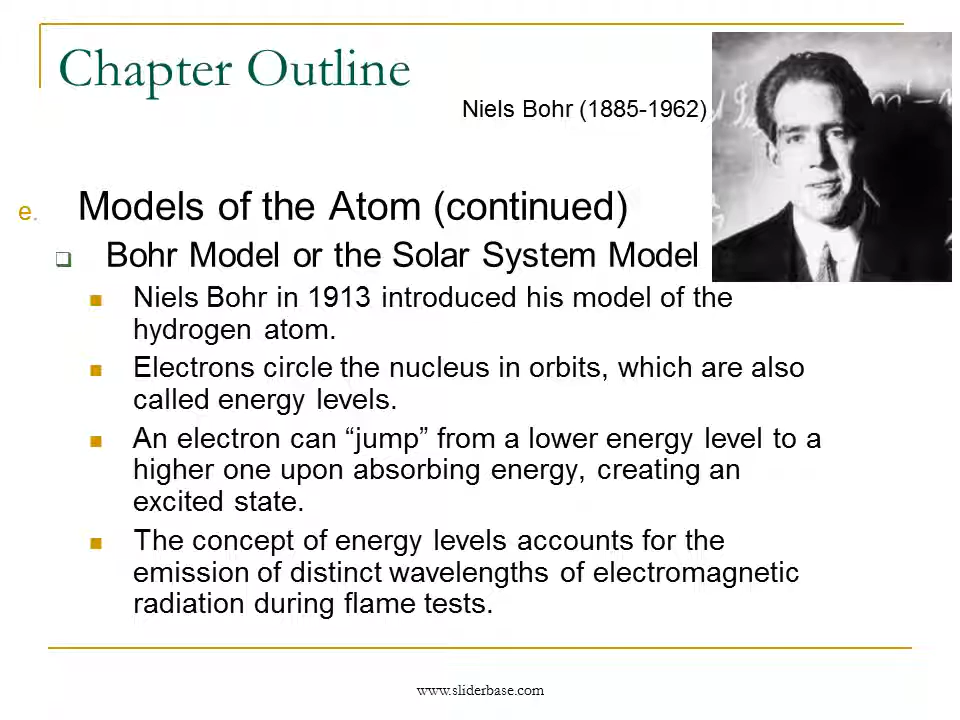 Chapter Outline
Niels Bohr (1885-1962)
e. Models of the Atom (continued)
Bohr Model or the Solar System Model
Niels Bohr in 1913 introduced his model of the
hydrogen atom.
Electrons circle the nucleus in orbits, which are also
called energy levels.
An electron can “jump” from a lower energy level to a
higher one upon absorbing energy, creating an
excited state.
The concept of energy levels accounts for the
emission of distinct wavelengths of electromagnetic
radiation during flame tests.
www.sliderbase.com